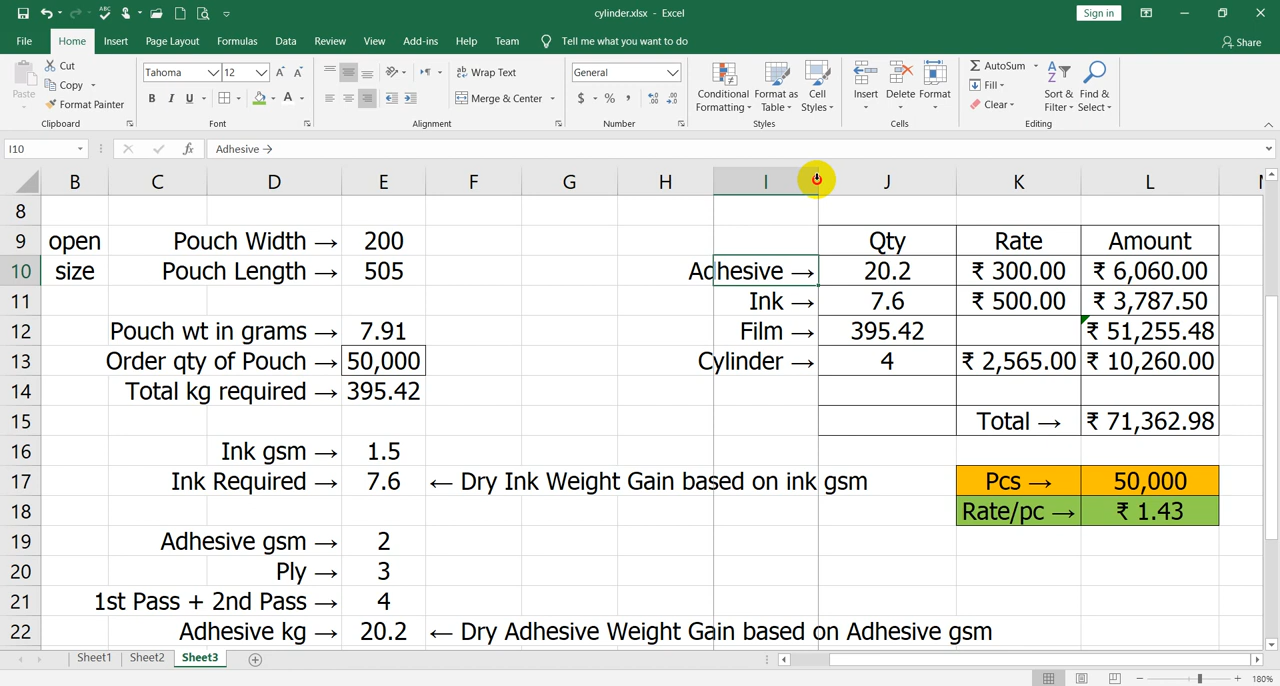 cylinder.xlsx - Excel
Sign in
File Home Insert Page Layout Formulas Data Review View Add-ins Help Team Tell me what you want to do
Share
Paste
Cut
Copy
Format Painter
Clipboard
Tahoma 12
B I U A
Font
Wrap Text
Merge & Center
Alignment
General
$ % ,
Number
Conditional Formatting
Format as Table
Cell Styles
Styles
Insert Delete Format
Cells
AutoSum
Fill
Clear
Sort & Filter
Find & Select
Editing
I10 fx Adhesive →
B C D E F G H I J K L
8
9 open Pouch Width → 200 Qty Rate Amount
10 size Pouch Length → 505 Adhesive → 20.2 ₹ 300.00 ₹ 6,060.00
11 Ink → 7.6 ₹ 500.00 ₹ 3,787.50
12 Pouch wt in grams → 7.91 Film → 395.42 ₹ 51,255.48
13 Order qty of Pouch → 50,000 Cylinder → 4 ₹ 2,565.00 ₹ 10,260.00
14 Total kg required → 395.42
15 Total → ₹ 71,362.98
16 Ink gsm → 1.5
17 Ink Required → 7.6 ← Dry Ink Weight Gain based on ink gsm Pcs → 50,000
18 Rate/pc → ₹ 1.43
19 Adhesive gsm → 2
20 Ply → 3
21 1st Pass + 2nd Pass → 4
22 Adhesive kg → 20.2 ← Dry Adhesive Weight Gain based on Adhesive gsm
Sheet1 Sheet2 Sheet3
180%